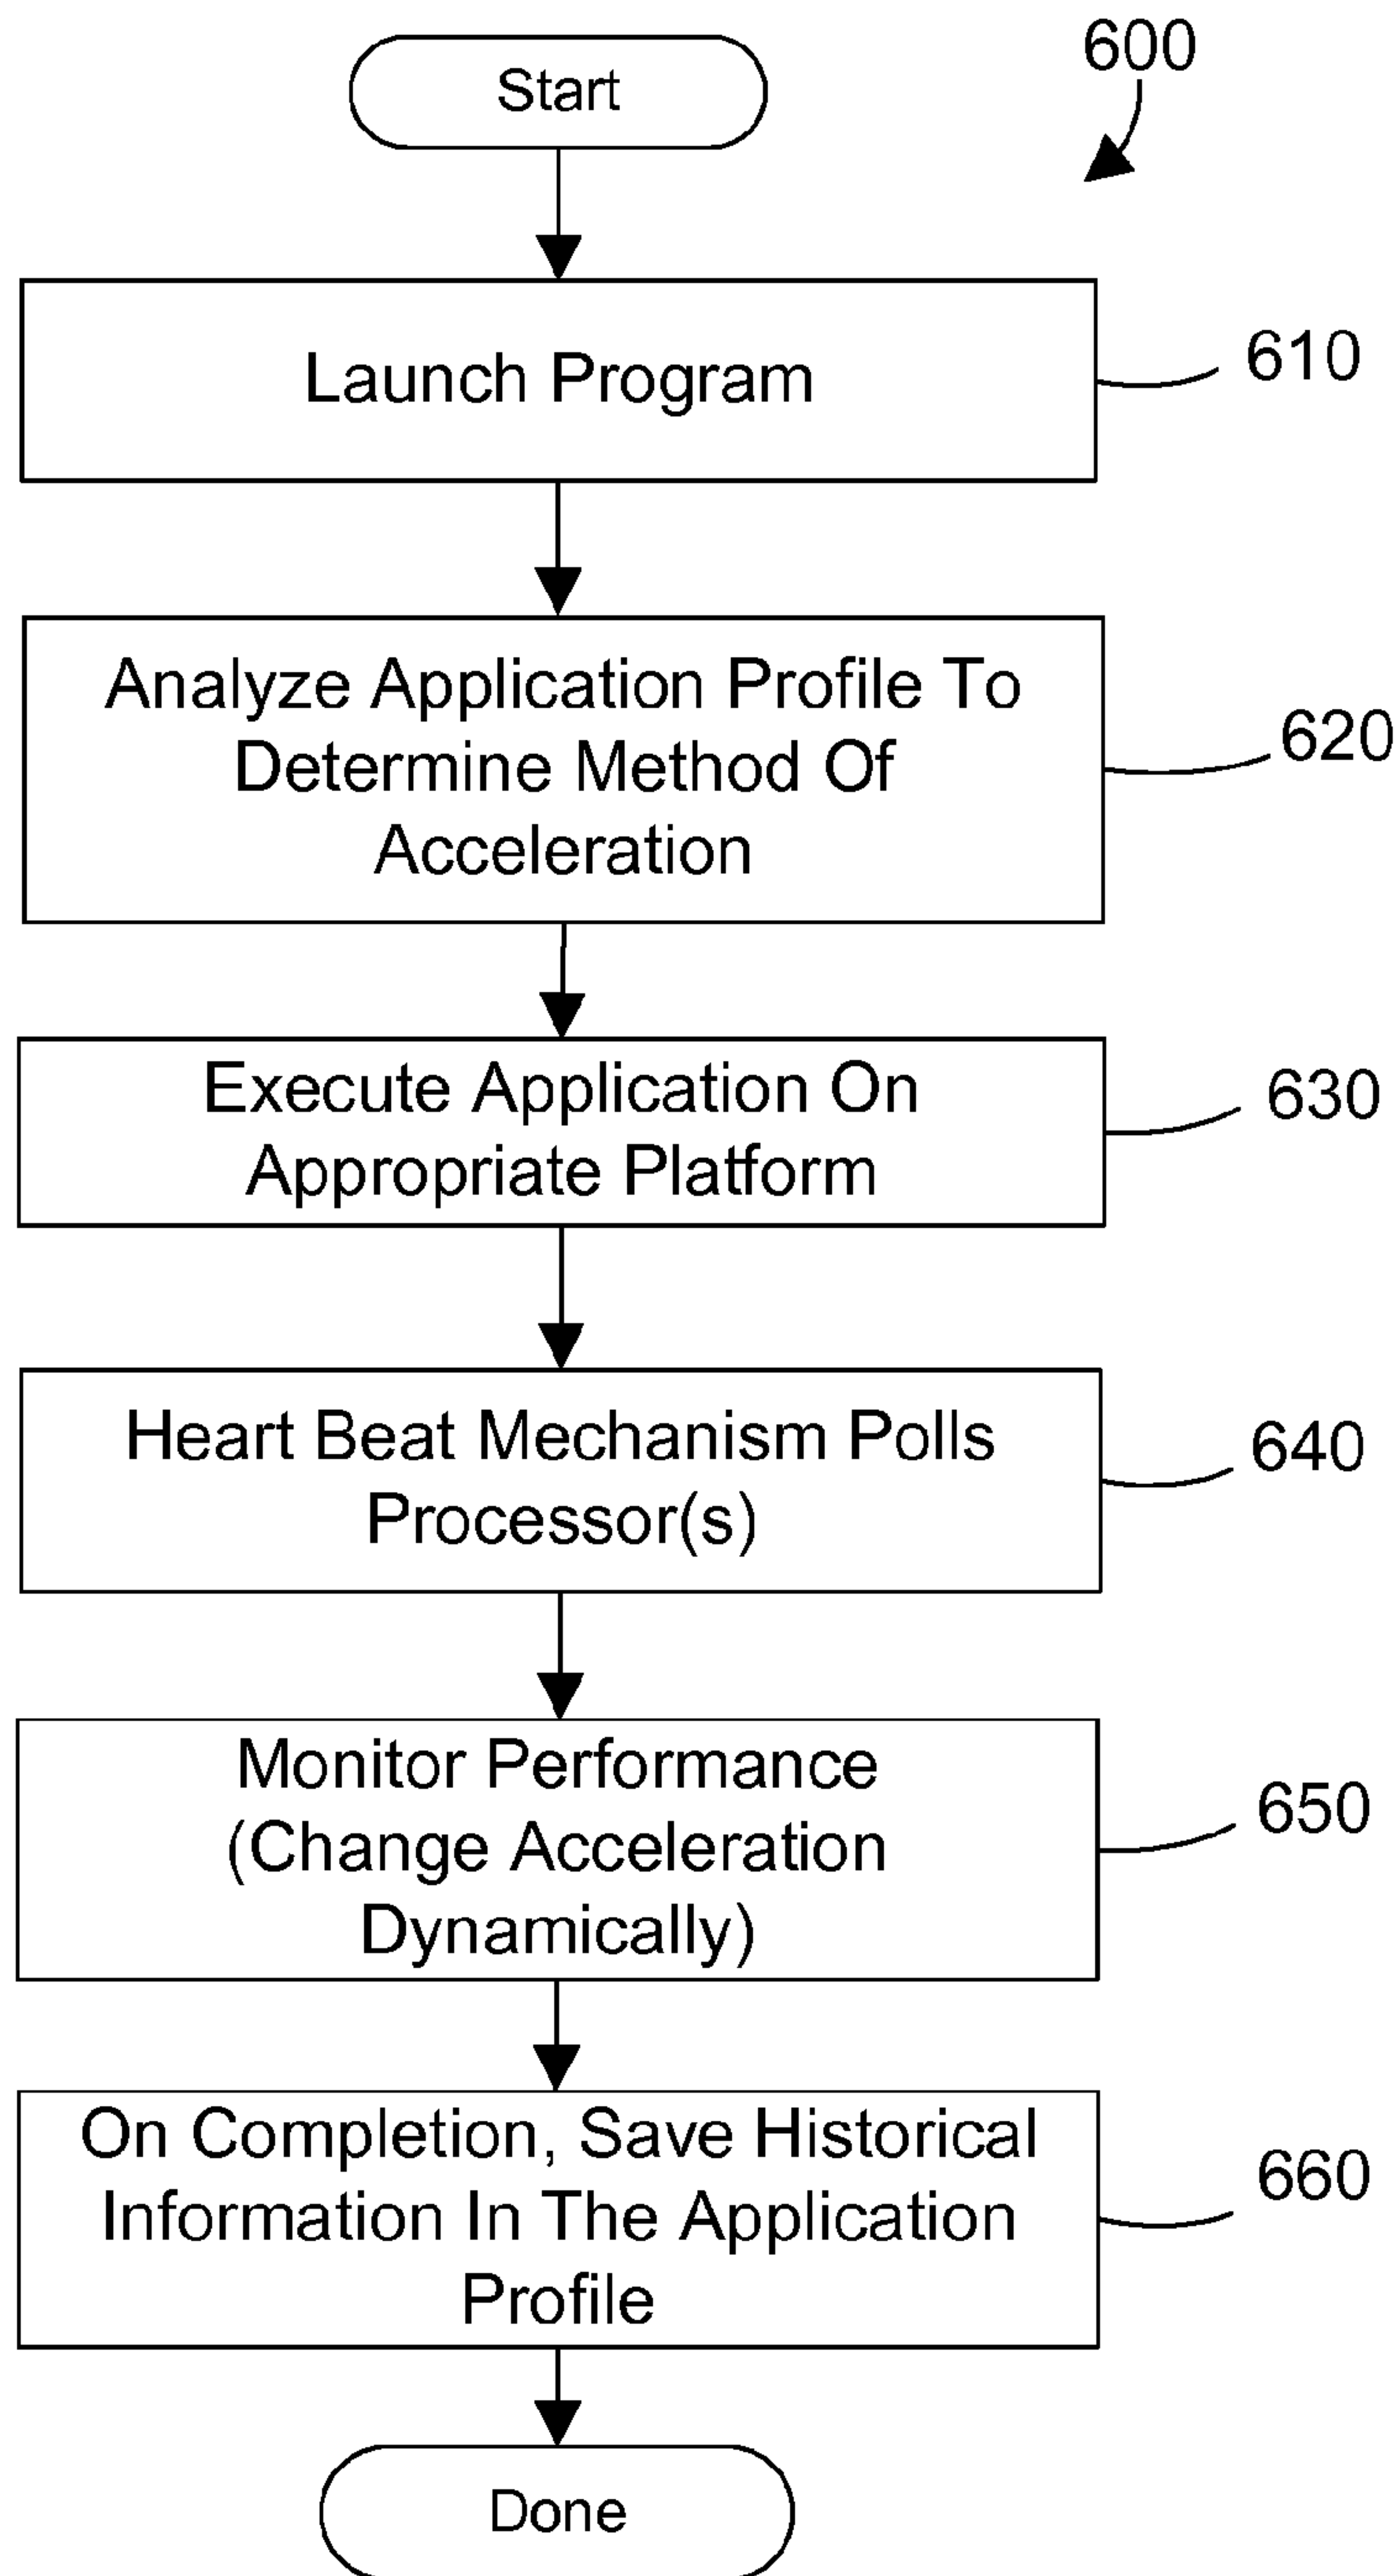 600
Start
Launch Program
610
Analyze Application Profile To
Determine Method Of
Acceleration
620
Execute Application On
Appropriate Platform
630
Heart Beat Mechanism Polls
Processor(s)
640
Monitor Performance
(Change Acceleration
Dynamically)
650
On Completion, Save Historical
Information In The Application
Profile
660
Done